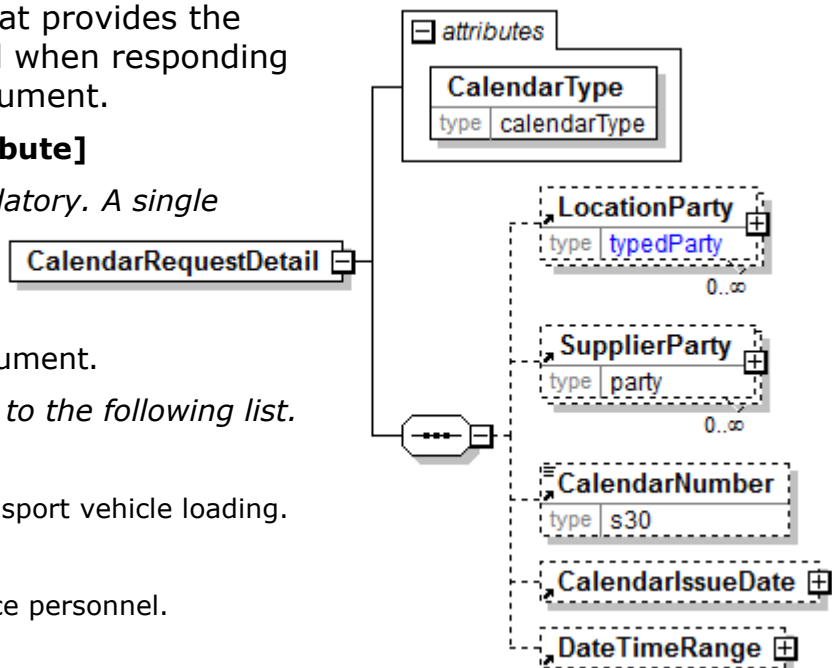 at provides the
when responding
ument.
bute]
latory. A single
ument.
to the following list.
sport vehicle loading.
ce personnel.
CalendarRequestDetail
attributes
CalendarType
type calendarType
LocationParty
type typedParty
0..∞
SupplierParty
type party
0..∞
CalendarNumber
type s30
CalendarIssueDate
DateTimeRange